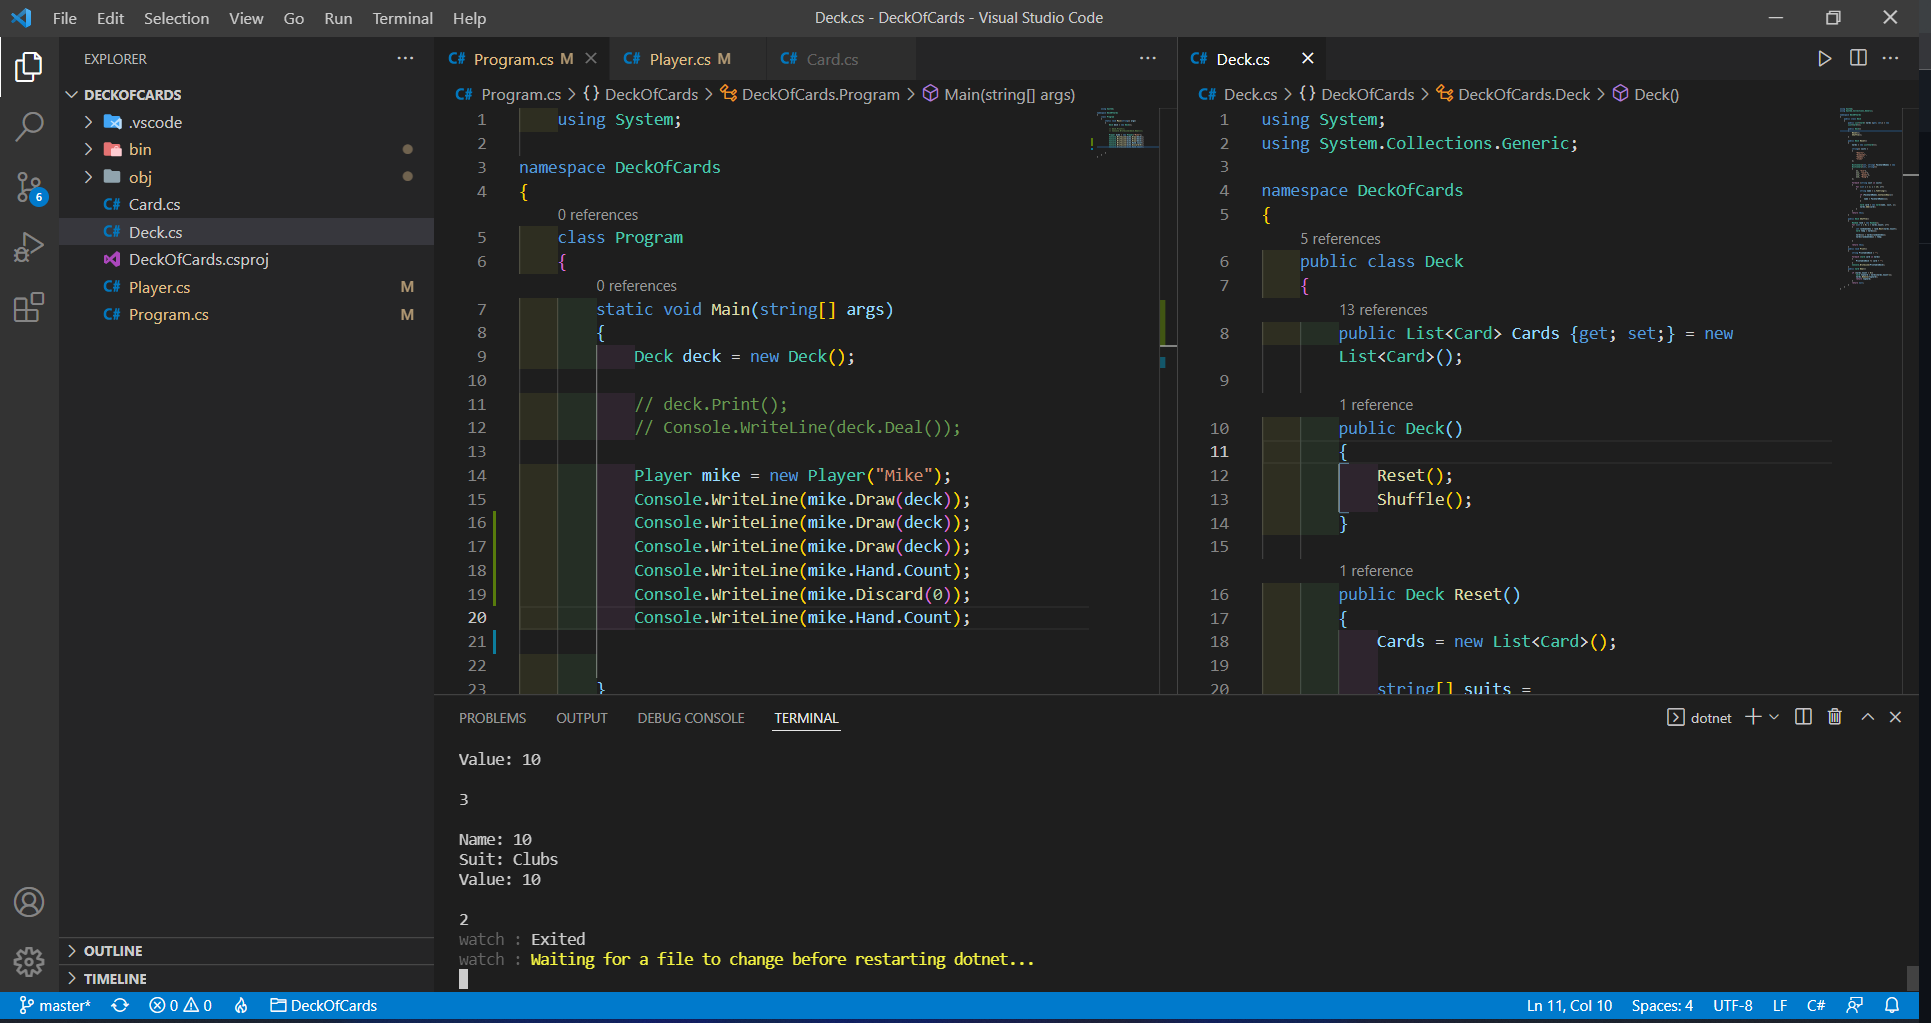 File Edit Selection View Go Run Terminal Help
Deck.cs - DeckOfCards - Visual Studio Code
EXPLORER
DECKOFCARDS
.vscode
bin
obj
C# Card.cs
C# Deck.cs
DeckOfCards.csproj
C# Player.cs M
C# Program.cs M
OUTLINE
TIMELINE
6
C# Program.cs M
C# Player.cs M
C# Card.cs
C# Program.cs > {} DeckOfCards > DeckOfCards.Program > Main(string[] args)
1 using System;
2
3 namespace DeckOfCards
4 {
0 references
5 class Program
6 {
0 references
7 static void Main(string[] args)
8 {
9 Deck deck = new Deck();
10
11 // deck.Print();
12 // Console.WriteLine(deck.Deal());
13
14 Player mike = new Player("Mike");
15 Console.WriteLine(mike.Draw(deck));
16 Console.WriteLine(mike.Draw(deck));
17 Console.WriteLine(mike.Draw(deck));
18 Console.WriteLine(mike.Hand.Count);
19 Console.WriteLine(mike.Discard(0));
20 Console.WriteLine(mike.Hand.Count);
21
22
23 }
C# Deck.cs
C# Deck.cs > {} DeckOfCards > DeckOfCards.Deck > Deck()
1 using System;
2 using System.Collections.Generic;
3
4 namespace DeckOfCards
5 {
5 references
6 public class Deck
7 {
13 references
8 public List<Card> Cards {get; set;} = new
List<Card>();
9
1 reference
10 public Deck()
11 {
12 Reset();
13 Shuffle();
14 }
15
1 reference
16 public Deck Reset()
17 {
18 Cards = new List<Card>();
19
20 string[] suits =
PROBLEMS OUTPUT DEBUG CONSOLE TERMINAL
dotnet
Value: 10
3
Name: 10
Suit: Clubs
Value: 10
2
watch : Exited
watch : Waiting for a file to change before restarting dotnet...
master* 0 0 DeckOfCards
Ln 11, Col 10 Spaces: 4 UTF-8 LF C#